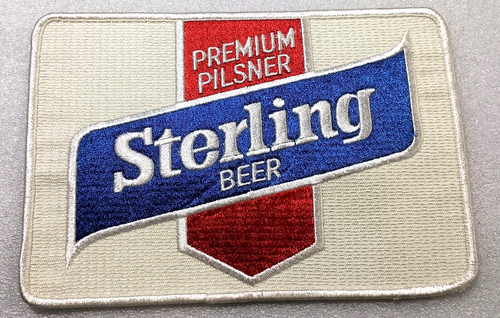 PREMIUM
PILSNER
Sterling
BEER